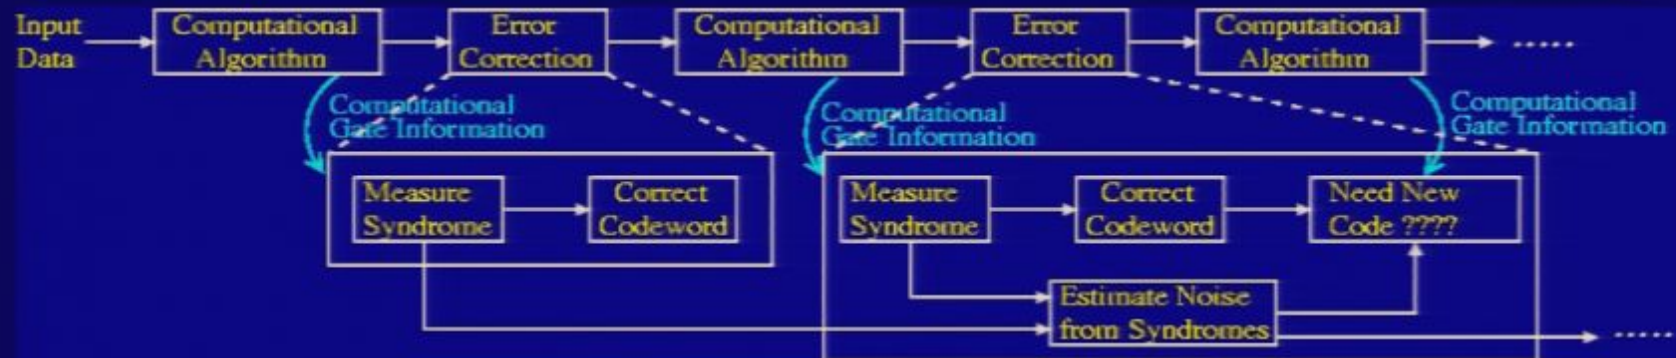 Input
Data
Computational
Algorithm
Error
Correction
Computational
Algorithm
Error
Correction
Computational
Algorithm
.....
Computational
Gate Information
Computational
Gate Information
Computational
Gate Information
Measure
Syndrome
Correct
Codeword
Measure
Syndrome
Correct
Codeword
Need New
Code ????
Estimate Noise
from Syndromes
.....